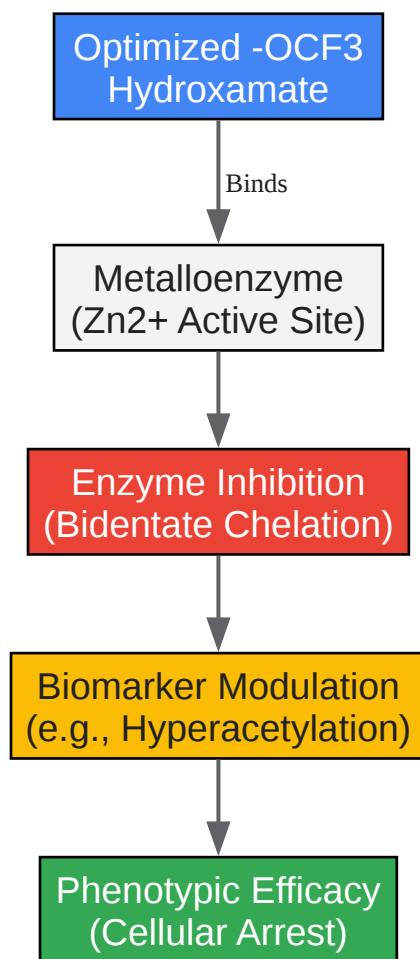 Optimized -OCF3
Hydroxamate
Binds
Metalloenzyme
(Zn2+ Active Site)
Enzyme Inhibition
(Bidentate Chelation)
Biomarker Modulation
(e.g., Hyperacetylation)
Phenotypic Efficacy
(Cellular Arrest)